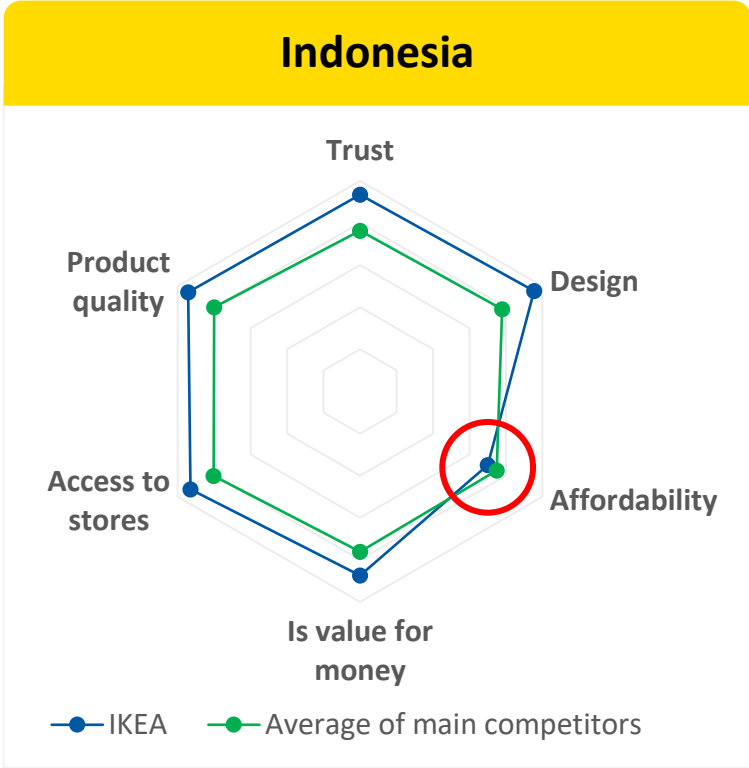 Indonesia
Trust
Design
Product
quality
Access to
stores
Affordability
Is value for
money
IKEA
Average of main competitors